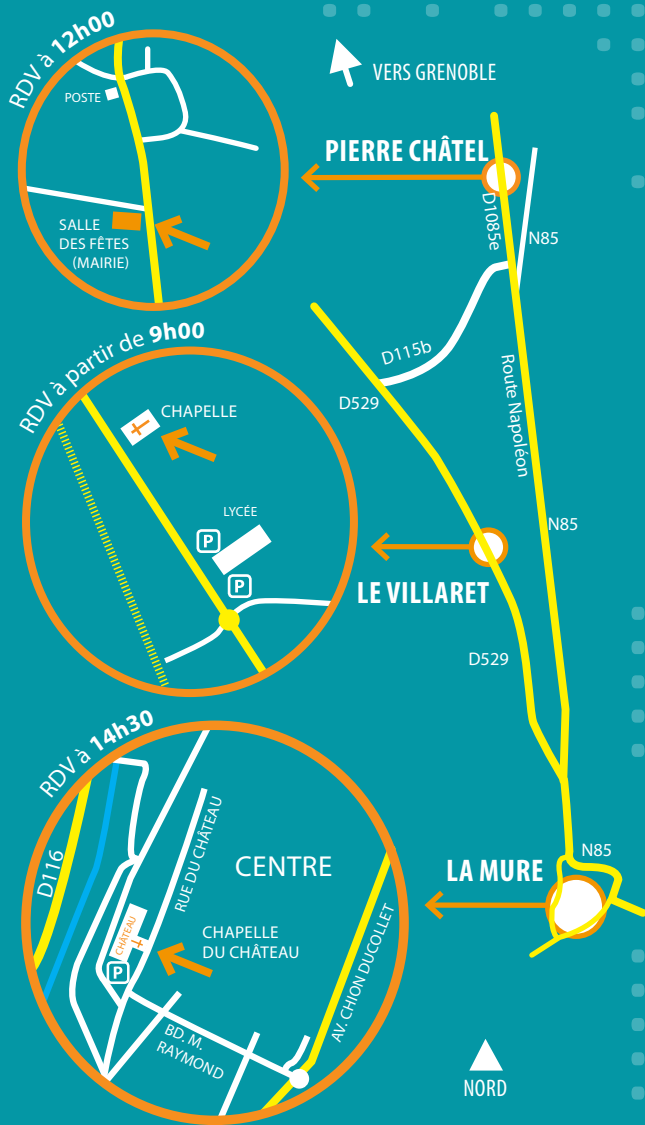 RDV à 12h00
POSTE
SALLE
DES FÊTES
(MAIRIE)
VERS GRENOBLE
PIERRE CHÂTEL
D1085e
N85
D115b
D529
Route Napoléon
N85
RDV à partir de 9h00
CHAPELLE
LYCÉE
P
P
LE VILLARET
D529
RDV à 14h30
D116
RUE DU CHÂTEAU
CENTRE
CHÂTEAU
P
CHAPELLE
DU CHÂTEAU
AV. CHION DUCOLLET
BD. M.
RAYMOND
LA MURE
N85
NORD